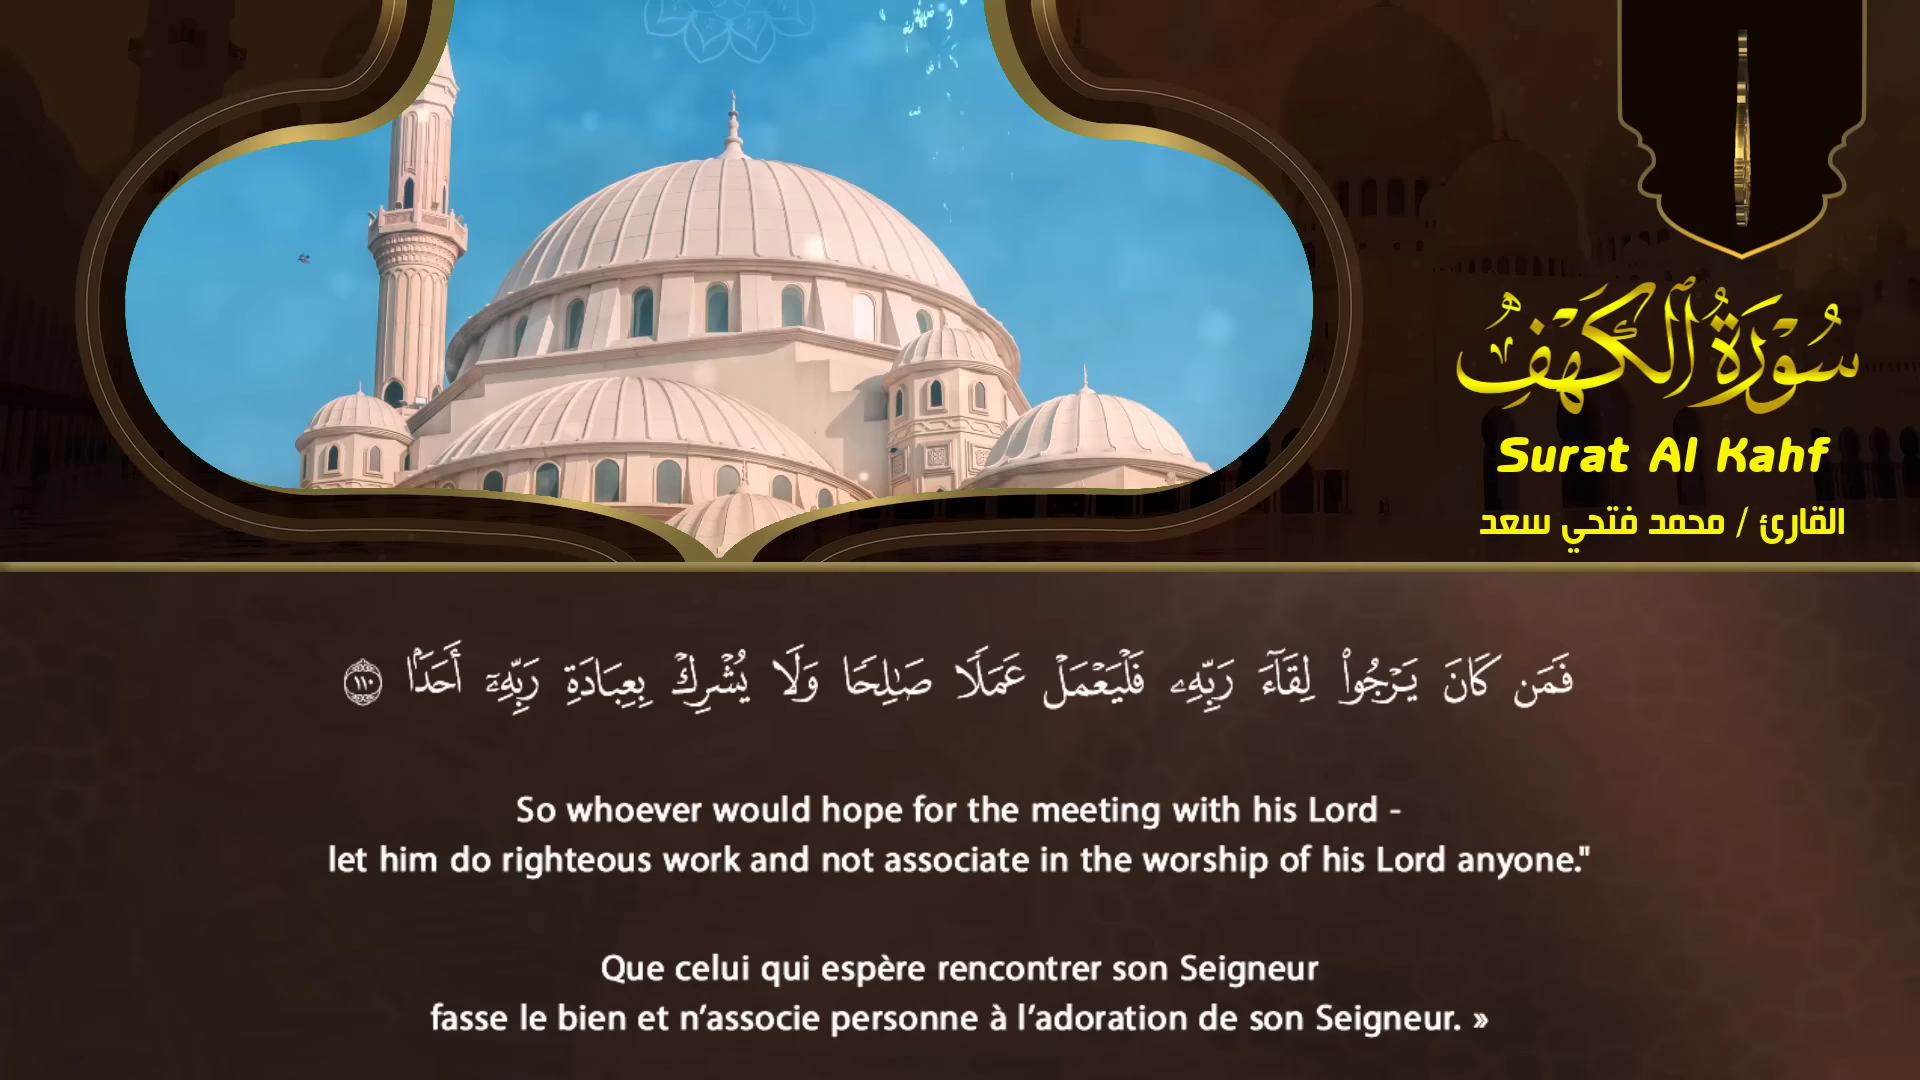 سُورَةُ ٱلْكَهْفِ
Surat Al Kahf
القارئ / محمد فتحي سعد
فَمَن كَانَ يَرْجُوا۟ لِقَآءَ رَبِّهِۦ فَلْيَعْمَلْ عَمَلًا صَـٰلِحًا وَلَا يُشْرِكْ بِعِبَادَةِ رَبِّهِۦٓ أَحَدًۢا ١١٠
So whoever would hope for the meeting with his Lord -
let him do righteous work and not associate in the worship of his Lord anyone."
Que celui qui espère rencontrer son Seigneur
fasse le bien et n’associe personne à l’adoration de son Seigneur. »